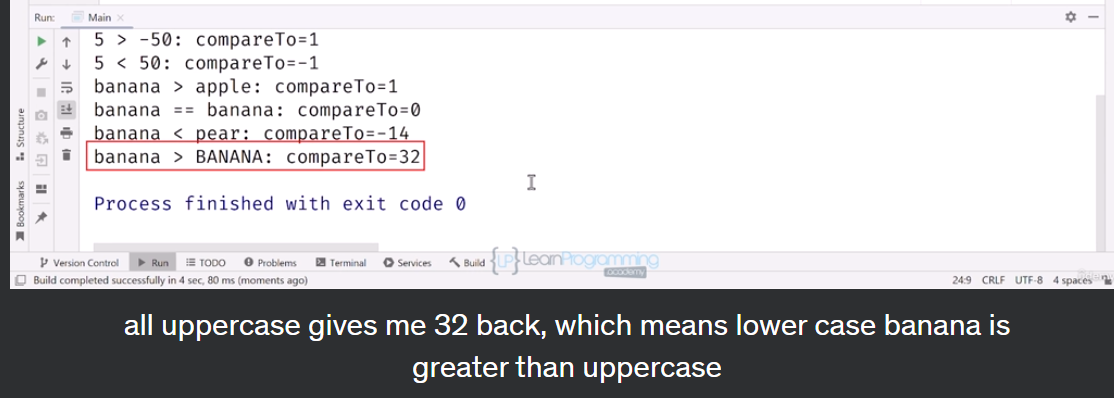 Run: Main
5 > -50: compareTo=1
5 < 50: compareTo=-1
banana > apple: compareTo=1
banana == banana: compareTo=0
banana < pear: compareTo=-14
banana > BANANA: compareTo=32
Process finished with exit code 0
Structure
Bookmarks
Version Control Run TODO Problems Terminal Services Build
{LP} LearnProgramming
academy
Build completed successfully in 4 sec, 80 ms (moments ago) 24:9 CRLF UTF-8 4 spaces
all uppercase gives me 32 back, which means lower case banana is
greater than uppercase